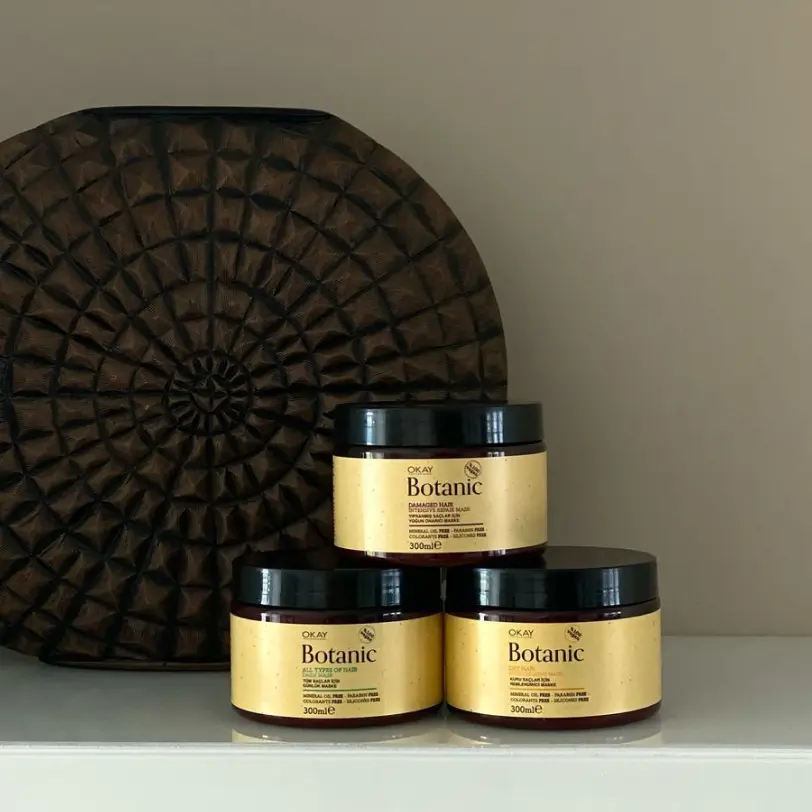 OKAY
Botanic
DAMAGED HAIR
INTENSIVE REPAIR MASK
YIPRANMIŞ SAÇLAR İÇİN
YOĞUN ONARICI MASKE
MINERAL OIL FREE - PARABEN FREE -
COLORANTS FREE - SILICONES FREE
300ml℮
OKAY
Botanic
ALL TYPES OF HAIR
DAILY MASK
TÜM SAÇLAR İÇİN
GÜNLÜK MASKE
MINERAL OIL FREE - PARABEN FREE -
COLORANTS FREE - SILICONES FREE
300ml℮
OKAY
Botanic
DRY HAIR
KURU SAÇLAR İÇİN
NEMLENDİRİCİ MASKE
MINERAL OIL FREE - PARABEN FREE -
COLORANTS FREE - SILICONES FREE
300ml℮